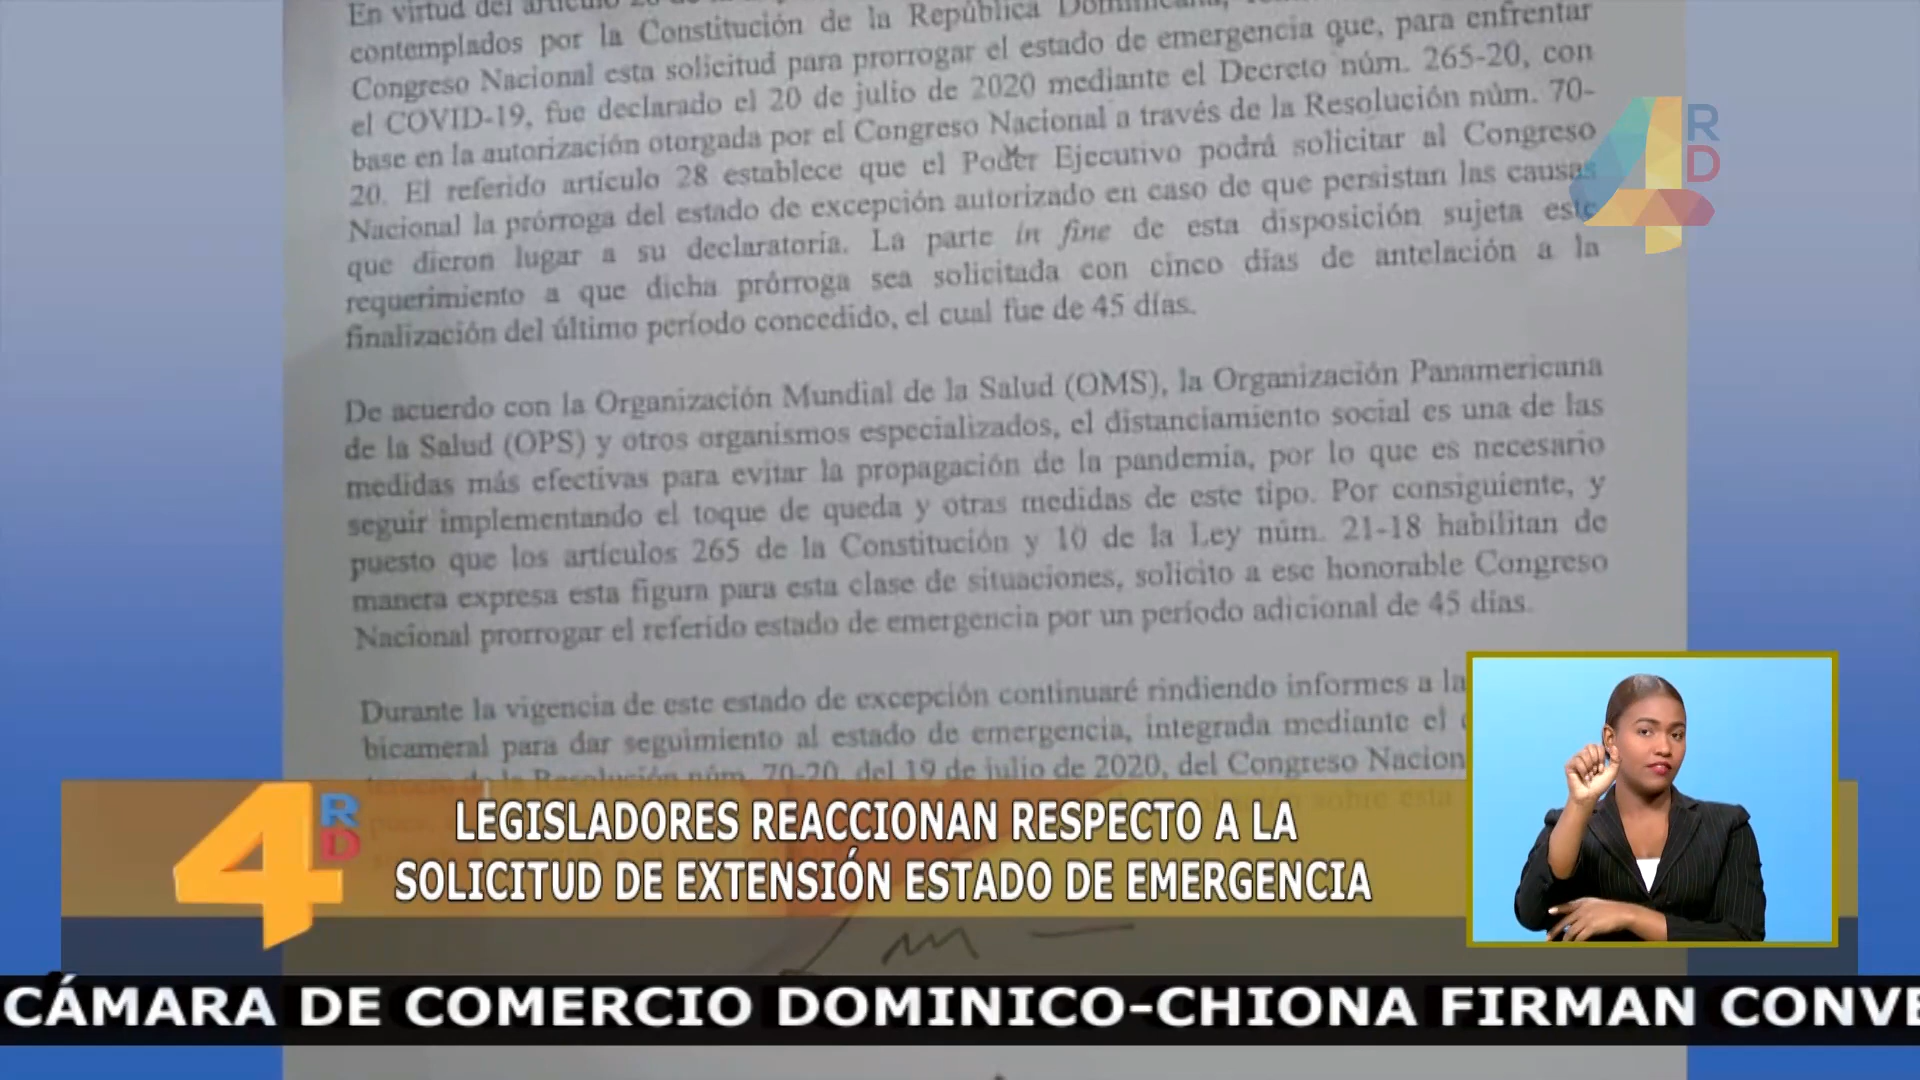 En virtud del artículo
contemplados por la Constitución de la República Dominicana,
Congreso Nacional esta solicitud para prorrogar el estado de emergencia que, para enfrentar
el COVID-19, fue declarado el 20 de julio de 2020 mediante el Decreto núm. 265-20, con
base en la autorización otorgada por el Congreso Nacional a través de la Resolución núm. 70-
20. El referido artículo 28 establece que el Poder Ejecutivo podrá solicitar al Congreso
Nacional la prórroga del estado de excepción autorizado en caso de que persistan las causas
que dieron lugar a su declaratoria. La parte in fine de esta disposición sujeta este
requerimiento a que dicha prórroga sea solicitada con cinco días de antelación a la
finalización del último período concedido, el cual fue de 45 días.
De acuerdo con la Organización Mundial de la Salud (OMS), la Organización Panamericana
de la Salud (OPS) y otros organismos especializados, el distanciamiento social es una de las
medidas más efectivas para evitar la propagación de la pandemia, por lo que es necesario
seguir implementando el toque de queda y otras medidas de este tipo. Por consiguiente, y
puesto que los artículos 265 de la Constitución y 10 de la Ley núm. 21-18 habilitan de
manera expresa esta figura para esta clase de situaciones, solicito a ese honorable Congreso
Nacional prorrogar el referido estado de emergencia por un período adicional de 45 días.
Durante la vigencia de este estado de excepción continuaré rindiendo informes a la
bicameral para dar seguimiento al estado de emergencia, integrada mediante el
tercero de la Resolución núm. 70-20, del 19 de julio de 2020, del Congreso Nacion
4 RD
4 RD
LEGISLADORES REACCIONAN RESPECTO A LA
SOLICITUD DE EXTENSIÓN ESTADO DE EMERGENCIA
CÁMARA DE COMERCIO DOMINICO-CHIONA FIRMAN CONVE